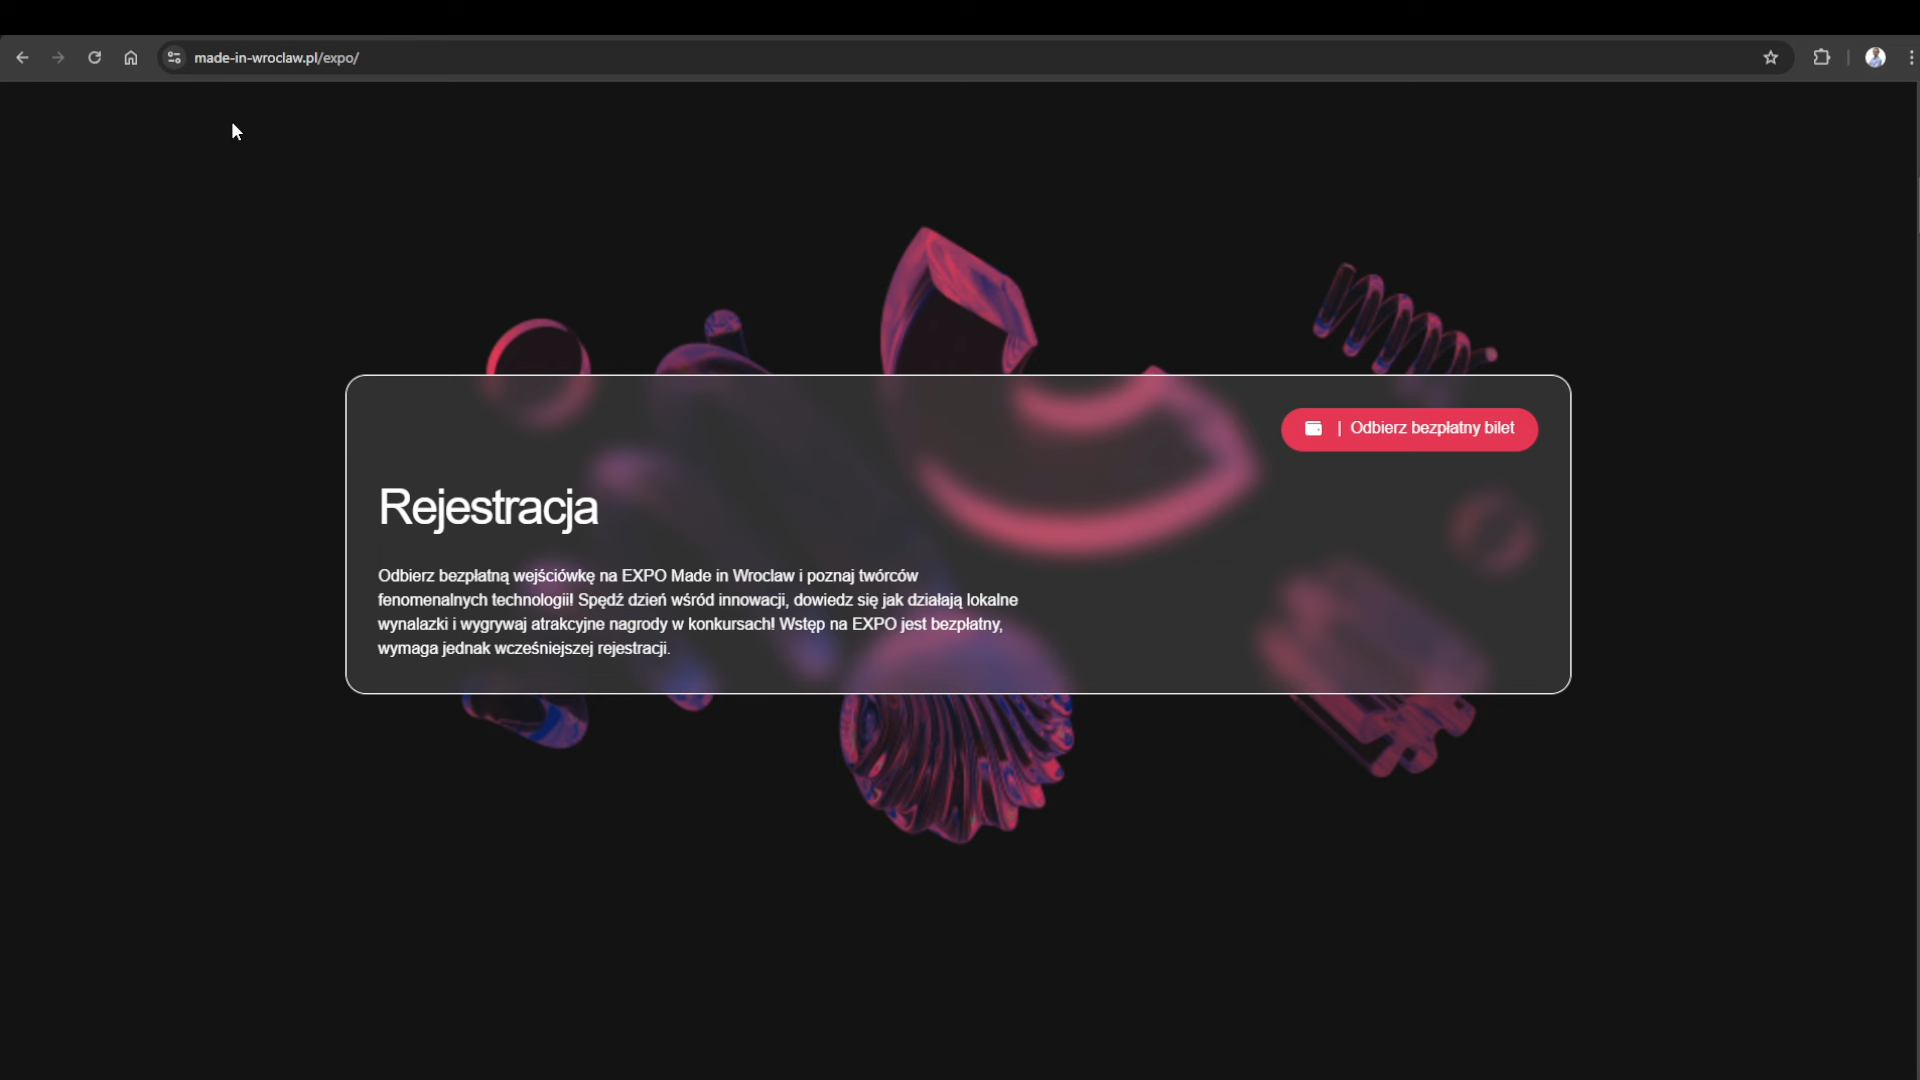 made-in-wroclaw.pl/expo/
| Odbierz bezpłatny bilet
Rejestracja
Odbierz bezpłatną wejściówkę na EXPO Made in Wroclaw i poznaj twórców
fenomenalnych technologii! Spędź dzień wśród innowacji, dowiedz się jak działają lokalne
wynalazki i wygrywaj atrakcyjne nagrody w konkursach! Wstęp na EXPO jest bezpłatny,
wymaga jednak wcześniejszej rejestracji.